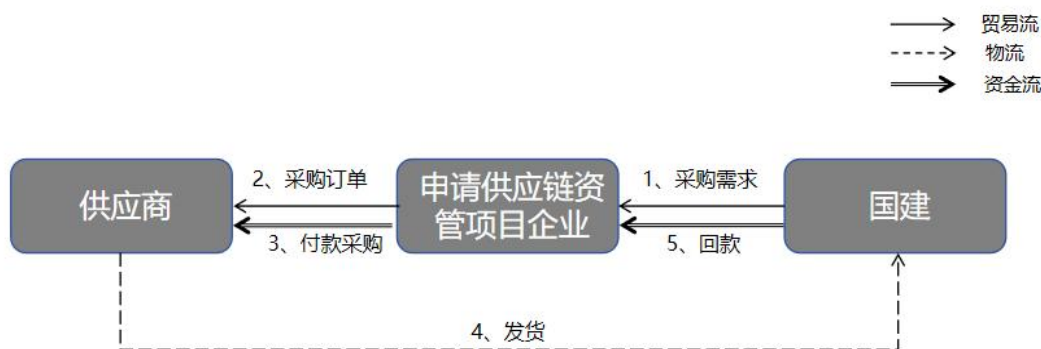 贸易流
物流
资金流
供应商
2、采购订单
3、付款采购
申请供应链资
管项目企业
1、采购需求
5、回款
国建
4、发货